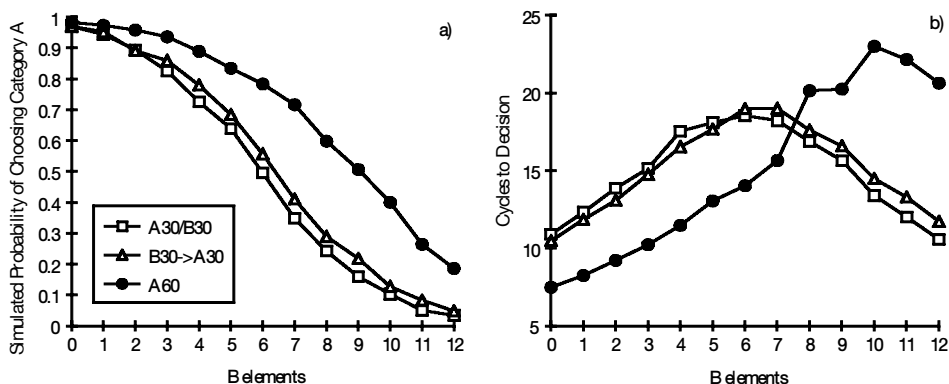 a)
Simulated Probability of Choosing Category A
1
0.9
0.8
0.7
0.6
0.5
0.4
0.3
0.2
0.1
0
A30/B30
B30->A30
A60
0 1 2 3 4 5 6 7 8 9 10 11 12
B elements
b)
Cycles to Decision
25
20
15
10
5
0 1 2 3 4 5 6 7 8 9 10 11 12
B elements